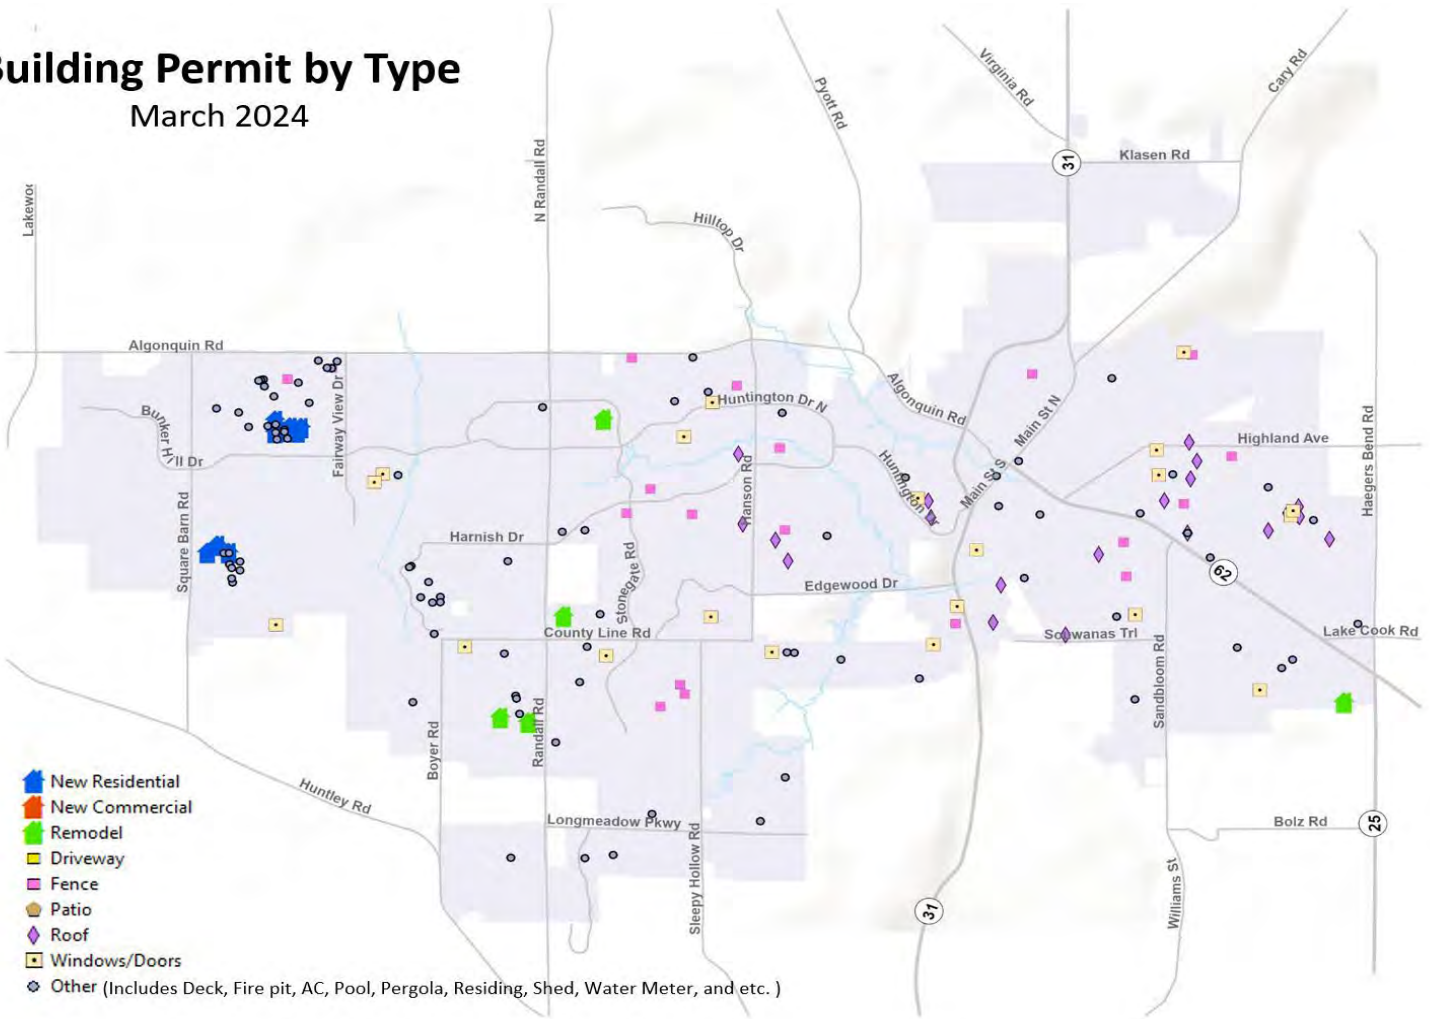 Building Permit by Type
March 2024
Virginia Rd
Cary Rd
Pyott Rd
31
Klasen Rd
N Randall Rd
Lakewoo
Hilltop Dr
Algonquin Rd
Bunker Hi
ll Dr
Fairway View Dr
Huntington Dr N
Algonquin Rd
Main St N
Highland Ave
Haegers Bend Rd
Hanson Rd
Huntington Dr
Main St S
Square Barn Rd
Harnish Dr
Stonegate Rd
Edgewood Dr
62
County Line Rd
Souwanas Trl
Lake Cook Rd
Sandbloom Rd
Boyer Rd
Randall Rd
Huntley Rd
Longmeadow Pkwy
Sleepy Hollow Rd
Bolz Rd
25
Williams St
31
New Residential
New Commercial
Remodel
Driveway
Fence
Patio
Roof
Windows/Doors
Other (Includes Deck, Fire pit, AC, Pool, Pergola, Residing, Shed, Water Meter, and etc. )